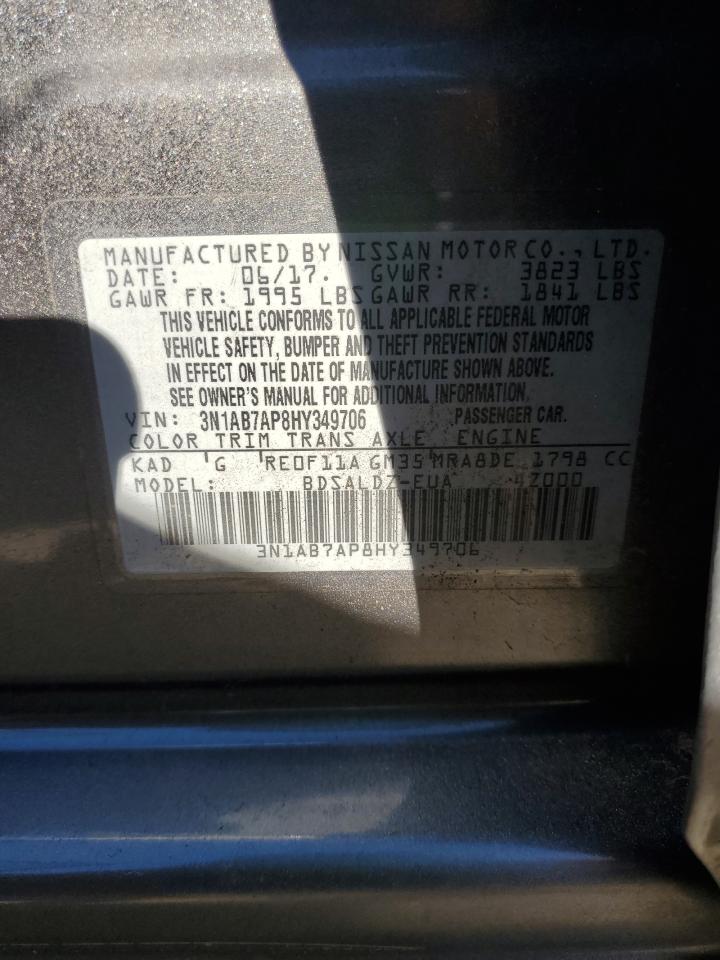 MANUFACTURED BY NISSAN MOTOR CO., LTD.
DATE: 06/17. GVWR: 3823 LBS
GAWR FR: 1995 LBS GAWR RR: 1841 LBS
THIS VEHICLE CONFORMS TO ALL APPLICABLE FEDERAL MOTOR
VEHICLE SAFETY, BUMPER AND THEFT PREVENTION STANDARDS
IN EFFECT ON THE DATE OF MANUFACTURE SHOWN ABOVE.
SEE OWNER'S MANUAL FOR ADDITIONAL INFORMATION.
VIN: 3N1AB7AP8HY349706 PASSENGER CAR.
COLOR TRIM TRANS AXLE ENGINE
KAD 'G RE0F11A GM35 MRA8DE 1798 CC
MODEL: BDSALDZ-EUA 4Z000
3N1AB7AP8HY349706